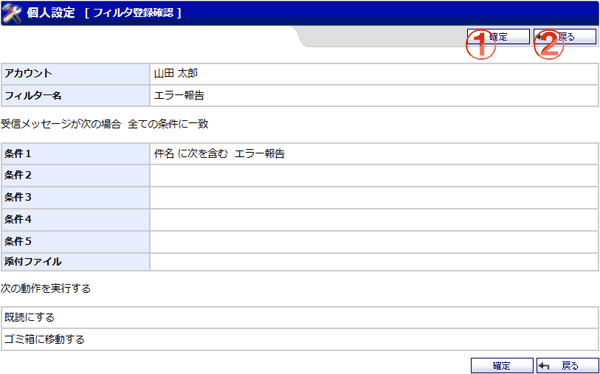 個人設定 [ フィルタ登録確認 ]
① 確定 ② 戻る
アカウント 山田 太郎
フィルター名 エラー報告
受信メッセージが次の場合 全ての条件に一致
条件1 件名 に次を含む エラー報告
条件2
条件3
条件4
条件5
添付ファイル
次の動作を実行する
既読にする
ゴミ箱に移動する
確定 戻る